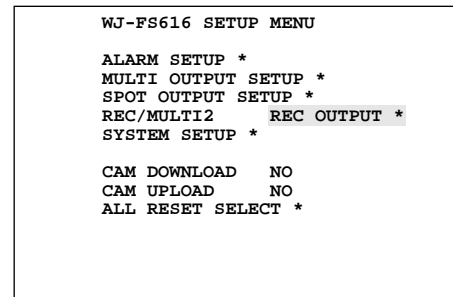 WJ-FS616 SETUP MENU
ALARM SETUP *
MULTI OUTPUT SETUP *
SPOT OUTPUT SETUP *
REC/MULTI2 REC OUTPUT *
SYSTEM SETUP *
CAM DOWNLOAD NO
CAM UPLOAD NO
ALL RESET SELECT *